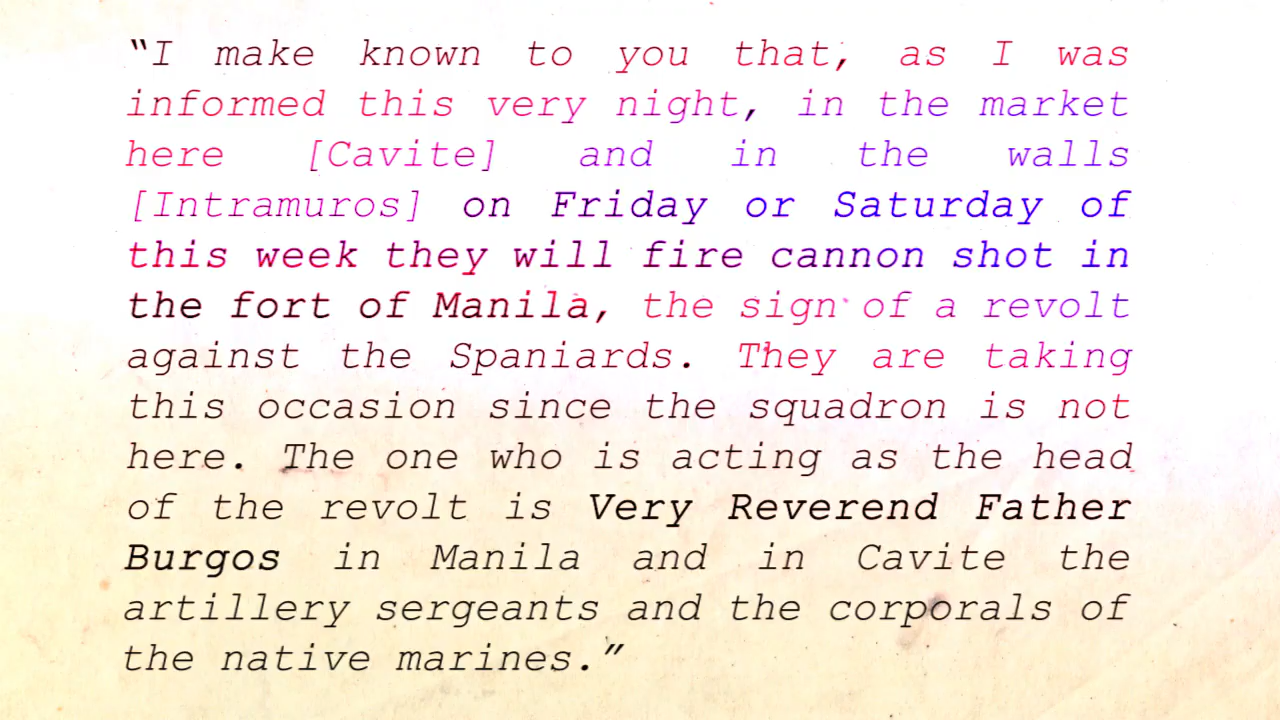 “I make known to you that, as I was
informed this very night, in the market
here [Cavite] and in the walls
[Intramuros] on Friday or Saturday of
this week they will fire cannon shot in
the fort of Manila, the sign of a revolt
against the Spaniards. They are taking
this occasion since the squadron is not
here. The one who is acting as the head
of the revolt is Very Reverend Father
Burgos in Manila and in Cavite the
artillery sergeants and the corporals of
the native marines.”